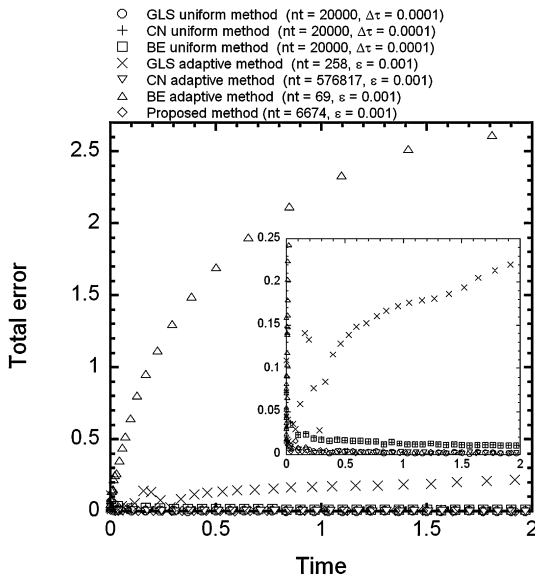 GLS uniform method (nt = 20000, Δτ = 0.0001)
CN uniform method (nt = 20000, Δτ = 0.0001)
BE uniform method (nt = 20000, Δτ = 0.0001)
GLS adaptive method (nt = 258, ε = 0.001)
CN adaptive method (nt = 576817, ε = 0.001)
BE adaptive method (nt = 69, ε = 0.001)
Proposed method (nt = 6674, ε = 0.001)
2.5
2
1.5
1
0.5
0
Total error
0.25
0.2
0.15
0.1
0.05
0
0 0.5 1 1.5 2
0 0.5 1 1.5 2
Time